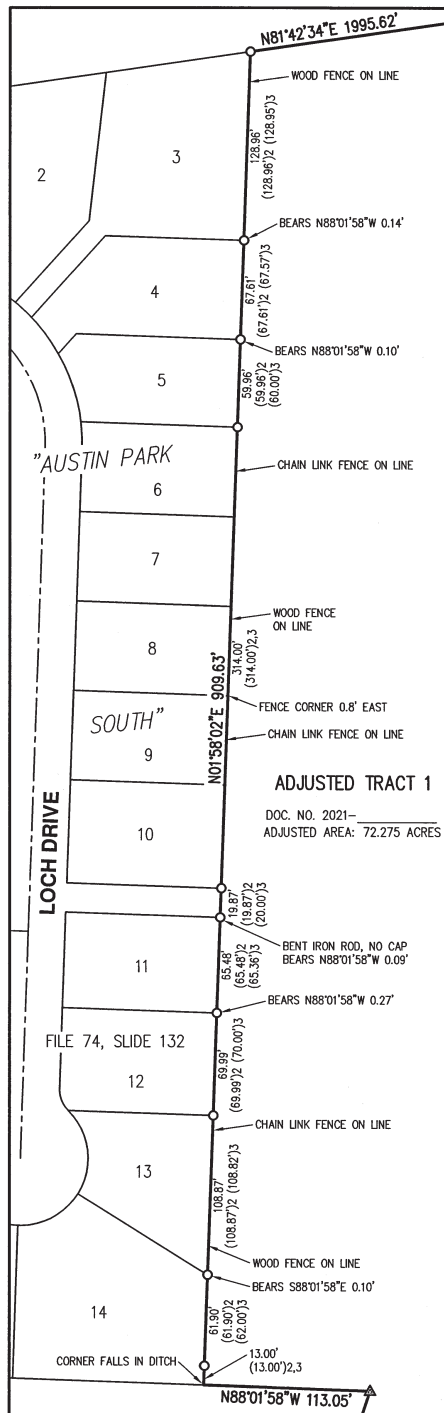 N81°42'34"E 1995.62'
WOOD FENCE ON LINE
128.96'
(128.96')2 (128.95')3
3
2
BEARS N88°01'58"W 0.14'
67.61'
(67.61')2 (67.57')3
4
BEARS N88°01'58"W 0.10'
59.96'
(59.96')2
(60.00')3
5
"AUSTIN PARK
CHAIN LINK FENCE ON LINE
6
7
WOOD FENCE
ON LINE
8
314.00'
(314.00')2,3
N01°58'02"E 909.63'
FENCE CORNER 0.8' EAST
SOUTH"
CHAIN LINK FENCE ON LINE
9
ADJUSTED TRACT 1
DOC. NO. 2021-
ADJUSTED AREA: 72.275 ACRES
10
LOCH DRIVE
19.87'
(19.87')2
(20.00')3
BENT IRON ROD, NO CAP
BEARS N88°01'58"W 0.09'
65.48'
(65.48')2
(65.36')3
11
BEARS N88°01'58"W 0.27'
FILE 74, SLIDE 132
69.99'
(69.99')2 (70.00')3
12
CHAIN LINK FENCE ON LINE
13
108.87'
(108.87')2 (108.82')3
WOOD FENCE ON LINE
BEARS S88°01'58"E 0.10'
61.90'
(61.90')2
(62.00')3
14
13.00'
(13.00')2,3
CORNER FALLS IN DITCH
N88°01'58"W 113.05'